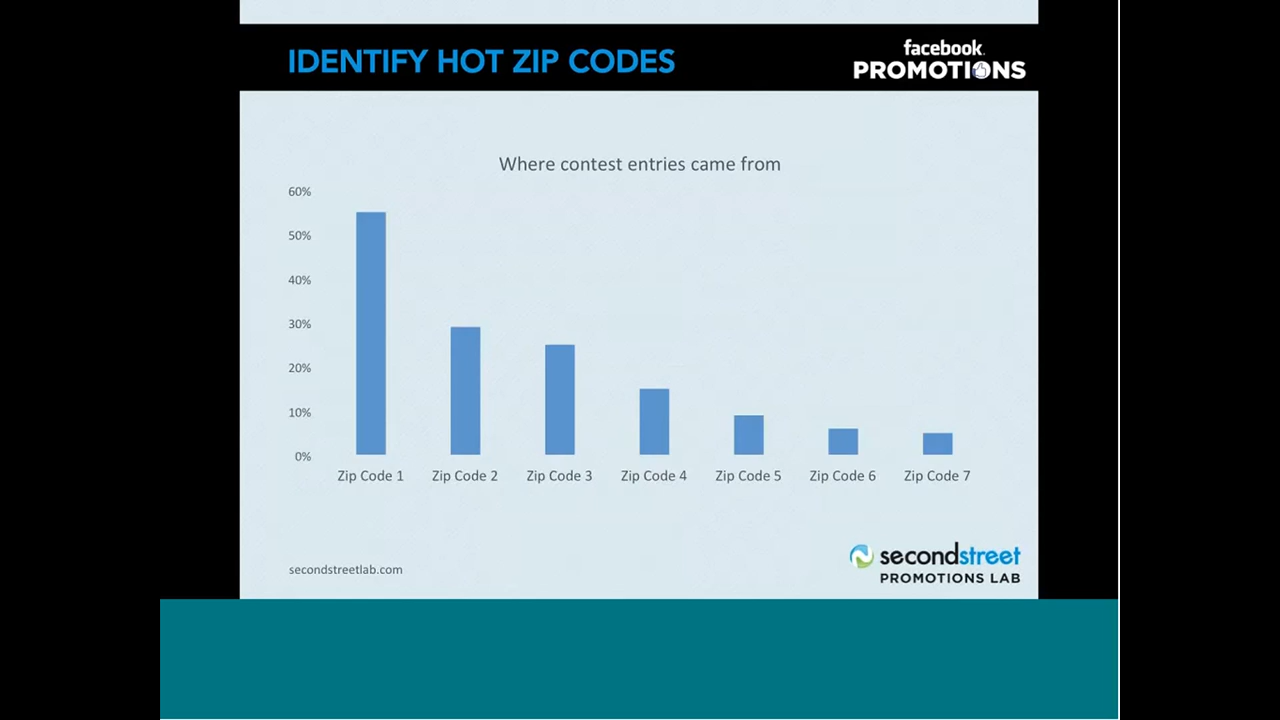 IDENTIFY HOT ZIP CODES
facebook
PROMOTIONS
Where contest entries came from
60%
50%
40%
30%
20%
10%
0%
Zip Code 1 Zip Code 2 Zip Code 3 Zip Code 4 Zip Code 5 Zip Code 6 Zip Code 7
secondstreetlab.com
secondstreet
PROMOTIONS LAB